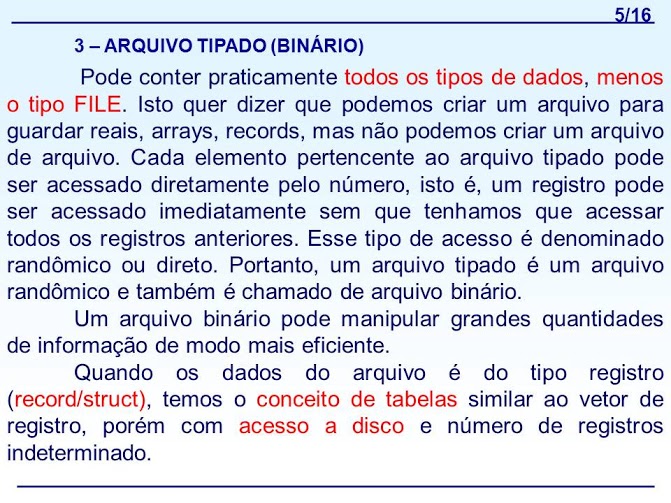 5/16
3 – ARQUIVO TIPADO (BINÁRIO)
Pode conter praticamente todos os tipos de dados, menos
o tipo FILE. Isto quer dizer que podemos criar um arquivo para
guardar reais, arrays, records, mas não podemos criar um arquivo
de arquivo. Cada elemento pertencente ao arquivo tipado pode
ser acessado diretamente pelo número, isto é, um registro pode
ser acessado imediatamente sem que tenhamos que acessar
todos os registros anteriores. Esse tipo de acesso é denominado
randômico ou direto. Portanto, um arquivo tipado é um arquivo
randômico e também é chamado de arquivo binário.
Um arquivo binário pode manipular grandes quantidades
de informação de modo mais eficiente.
Quando os dados do arquivo é do tipo registro
(record/struct), temos o conceito de tabelas similar ao vetor de
registro, porém com acesso a disco e número de registros
indeterminado.